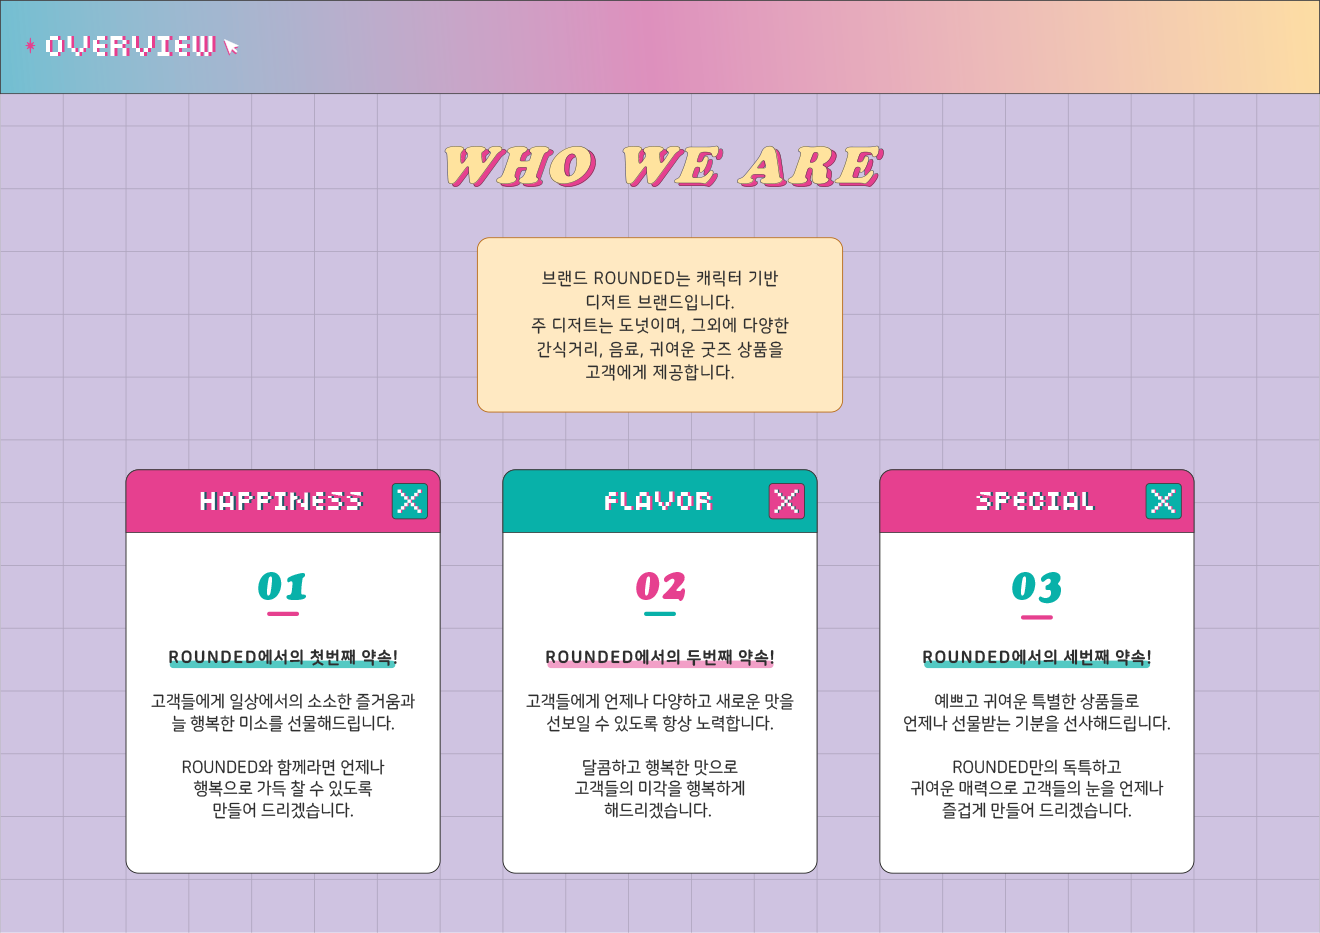 OVERVIEW
WHO WE ARE
브랜드 ROUNDED는 캐릭터 기반
디저트 브랜드입니다.
주 디저트는 도넛이며, 그외에 다양한
간식거리, 음료, 귀여운 굿즈 상품을
고객에게 제공합니다.
HAPPINESS
01
ROUNDED에서의 첫번째 약속!
고객들에게 일상에서의 소소한 즐거움과
늘 행복한 미소를 선물해드립니다.
ROUNDED와 함께라면 언제나
행복으로 가득 찰 수 있도록
만들어 드리겠습니다.
FLAVOR
02
ROUNDED에서의 두번째 약속!
고객들에게 언제나 다양하고 새로운 맛을
선보일 수 있도록 항상 노력합니다.
달콤하고 행복한 맛으로
고객들의 미각을 행복하게
해드리겠습니다.
SPECIAL
03
ROUNDED에서의 세번째 약속!
예쁘고 귀여운 특별한 상품들로
언제나 선물받는 기분을 선사해드립니다.
ROUNDED만의 독특하고
귀여운 매력으로 고객들의 눈을 언제나
즐겁게 만들어 드리겠습니다.